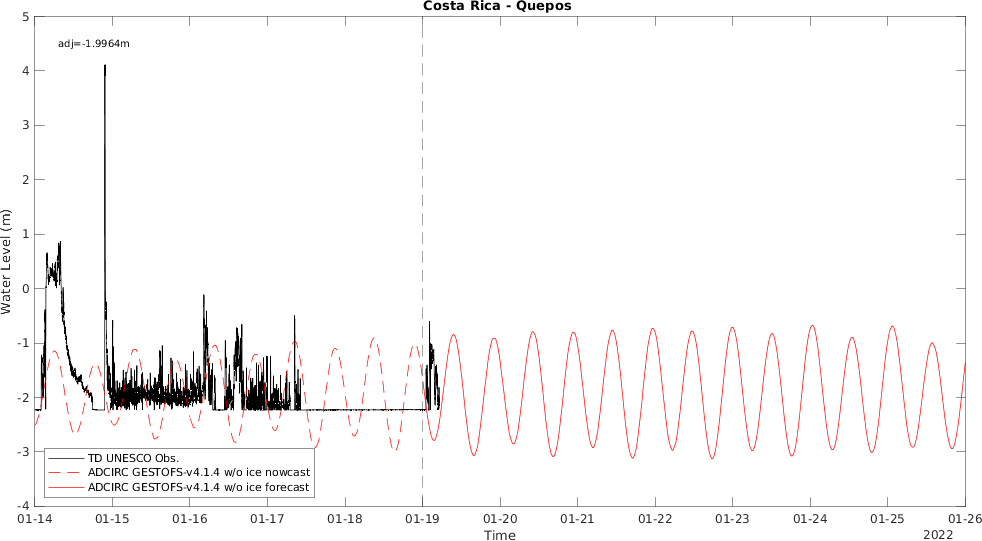 Costa Rica - Quepos
adj=-1.9964m
5
4
3
2
1
0
-1
-2
-3
-4
Water Level (m)
TD UNESCO Obs.
ADCIRC GESTOFS-v4.1.4 w/o ice nowcast
ADCIRC GESTOFS-v4.1.4 w/o ice forecast
01-14 01-15 01-16 01-17 01-18 01-19 01-20 01-21 01-22 01-23 01-24 01-25 01-26
Time
2022